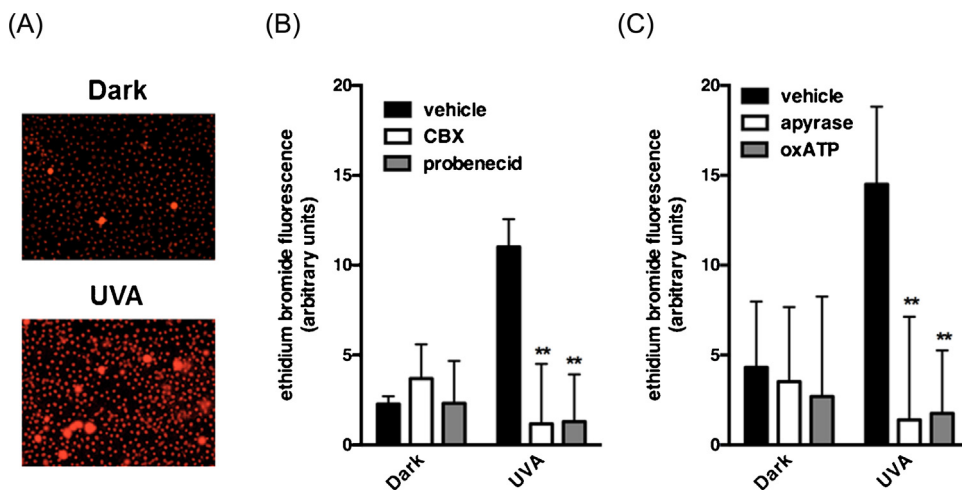 (A)
Dark
UVA
(B)
ethidium bromide fluorescence
(arbitrary units)
20
15
10
5
0
vehicle
CBX
probenecid
**
**
Dark
UVA
(C)
ethidium bromide fluorescence
(arbitrary units)
20
15
10
5
0
vehicle
apyrase
oxATP
**
**
Dark
UVA